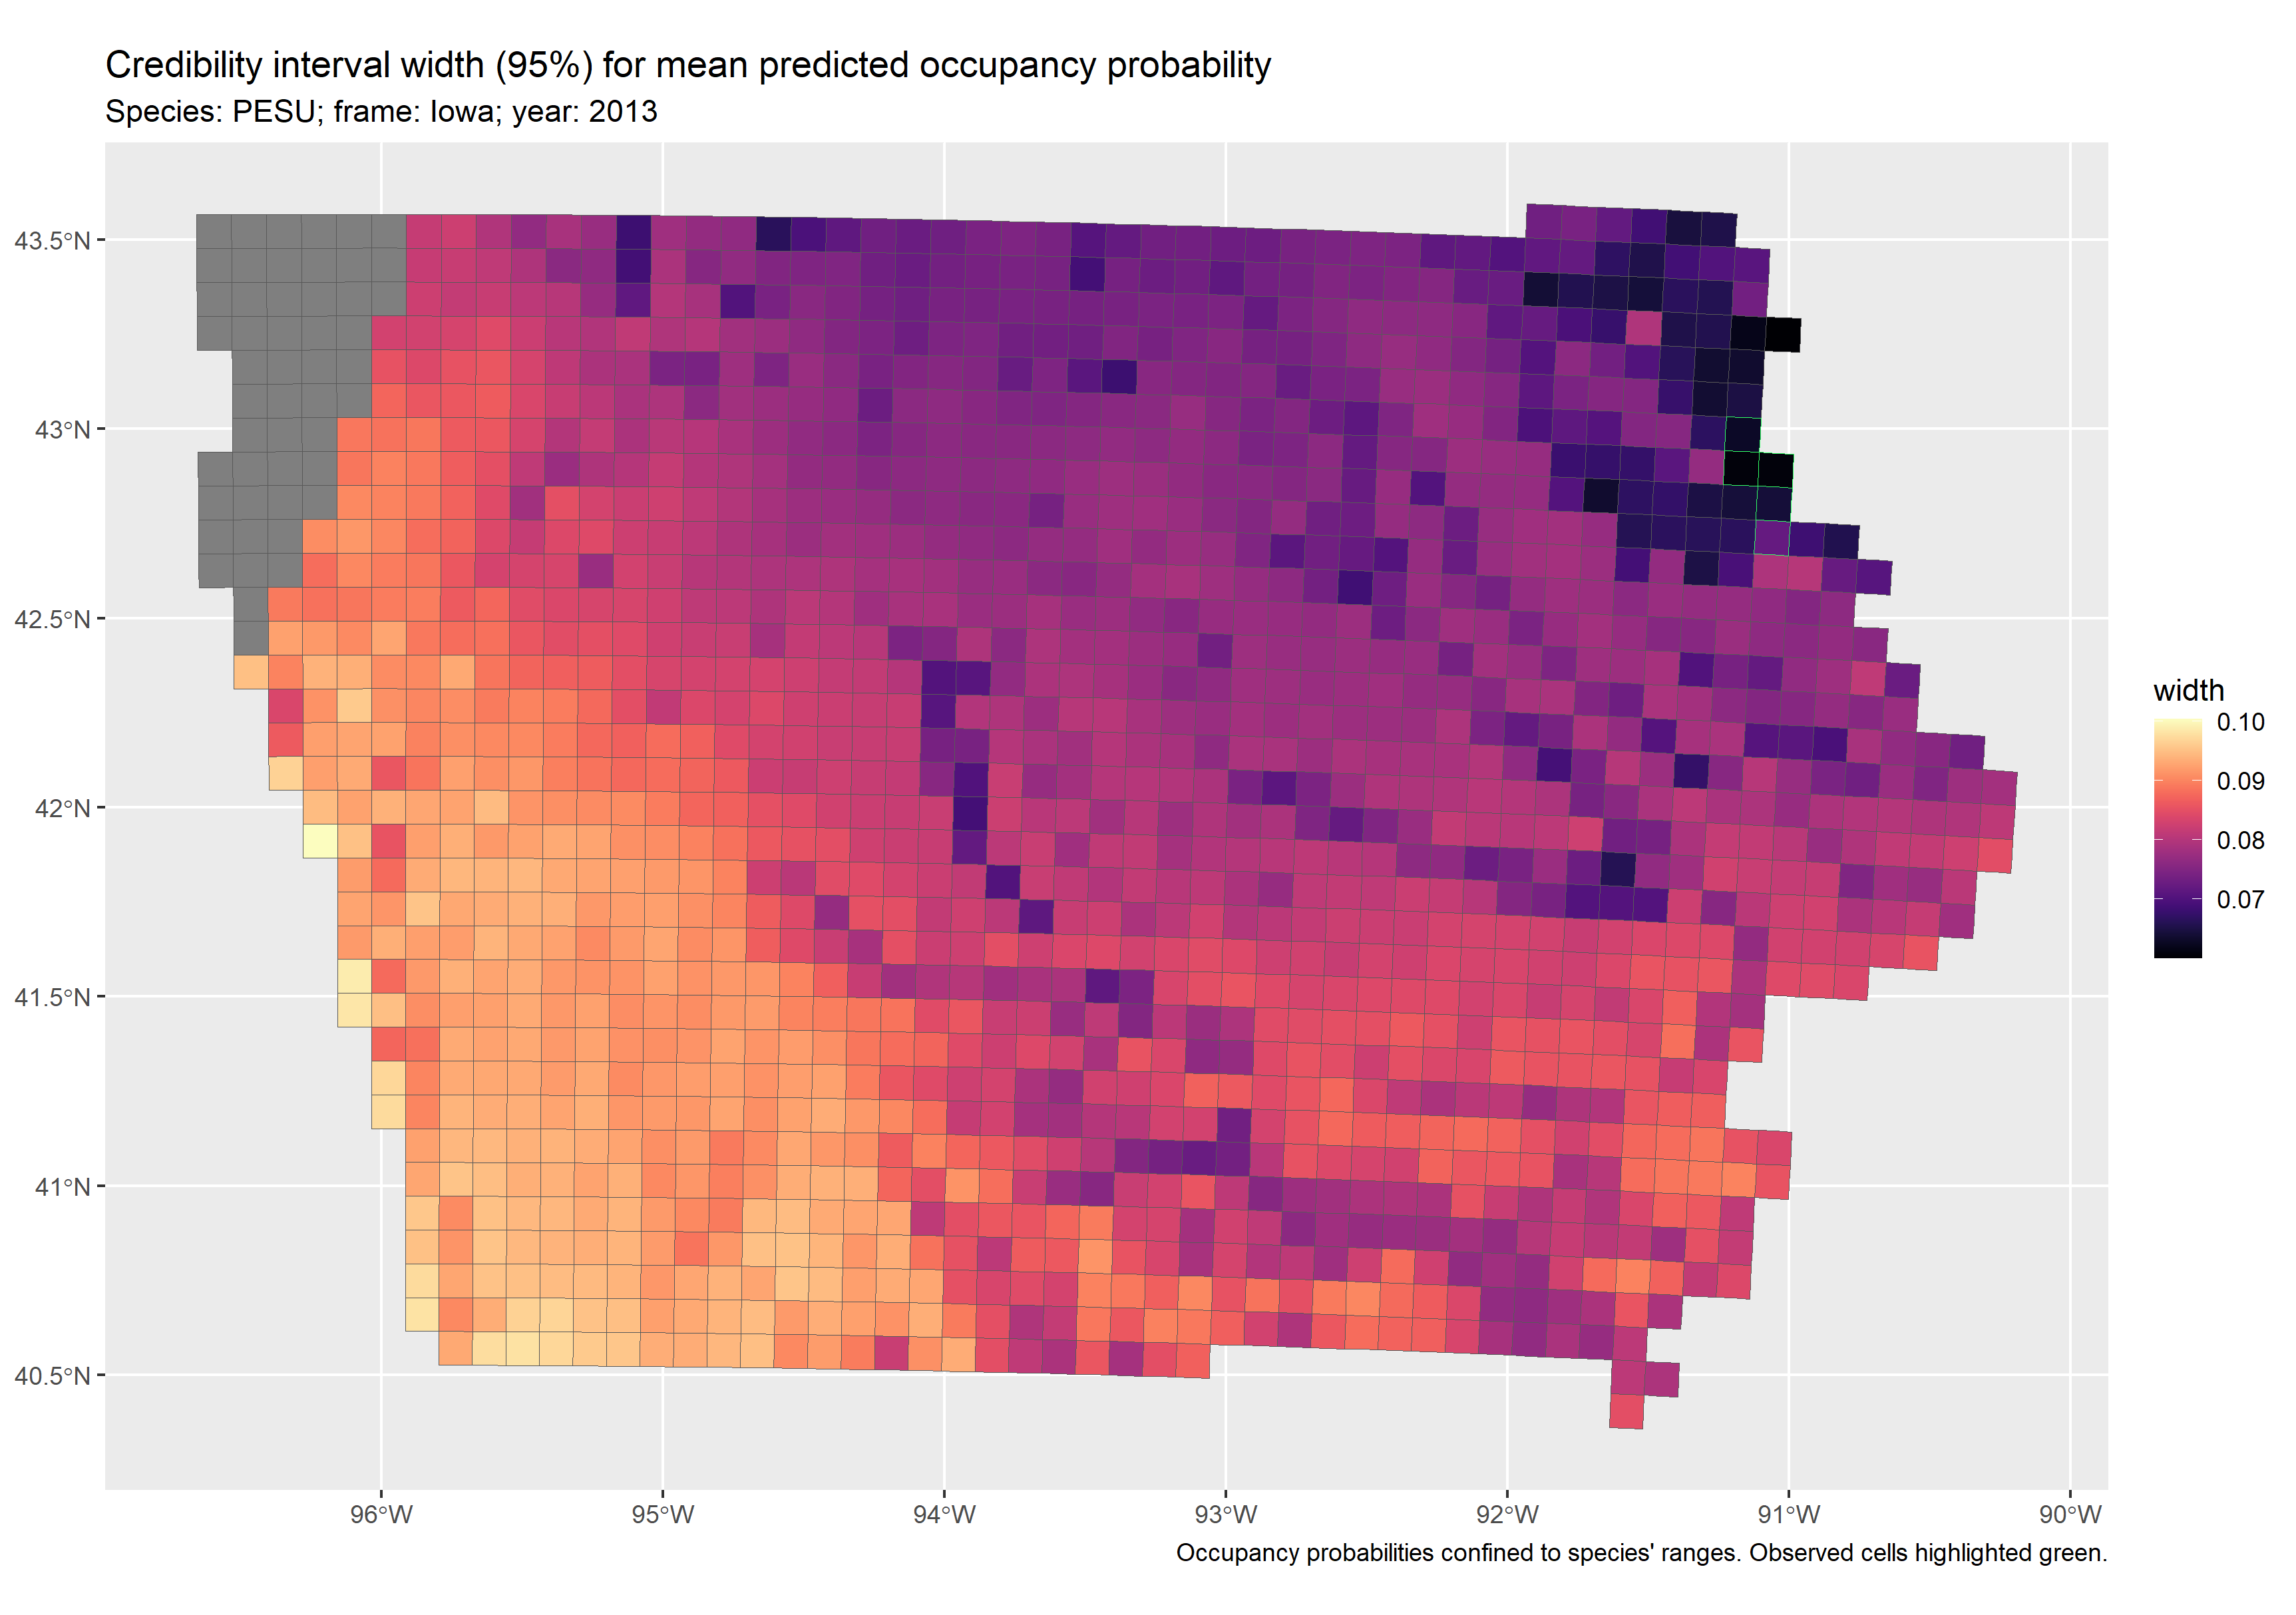 Credibility interval width (95%) for mean predicted occupancy probability
Species: PESU; frame: Iowa; year: 2013
43.5°N
43°N
42.5°N
42°N
41.5°N
41°N
40.5°N
96°W
95°W
94°W
93°W
92°W
91°W
90°W
width
0.10
0.09
0.08
0.07
Occupancy probabilities confined to species' ranges. Observed cells highlighted green.